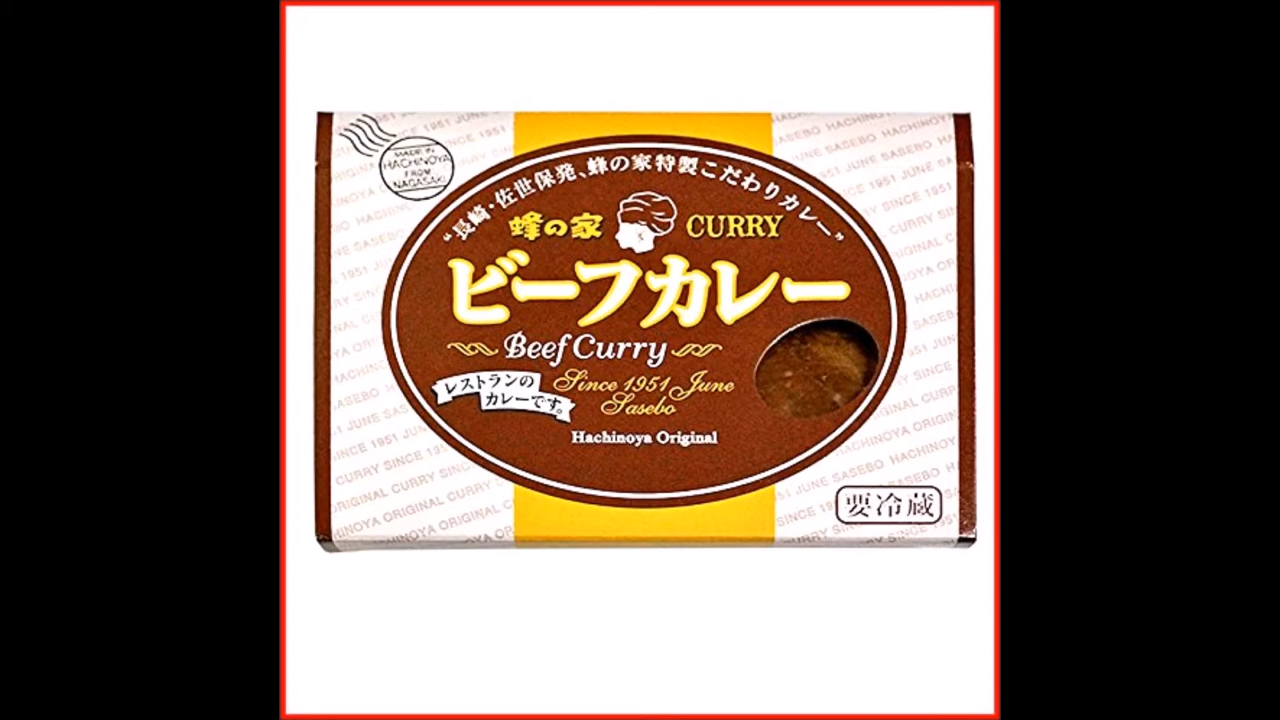 MADE IN
HACHINOYA
FROM
NAGASAKI
“長崎・佐世保発、蜂の家特製こだわりカレー”
蜂の家 CURRY
ビーフカレー
Beef Curry
レストランの
カレーです。
Since 1951 June
Sasebo
Hachinoya Original
要冷蔵